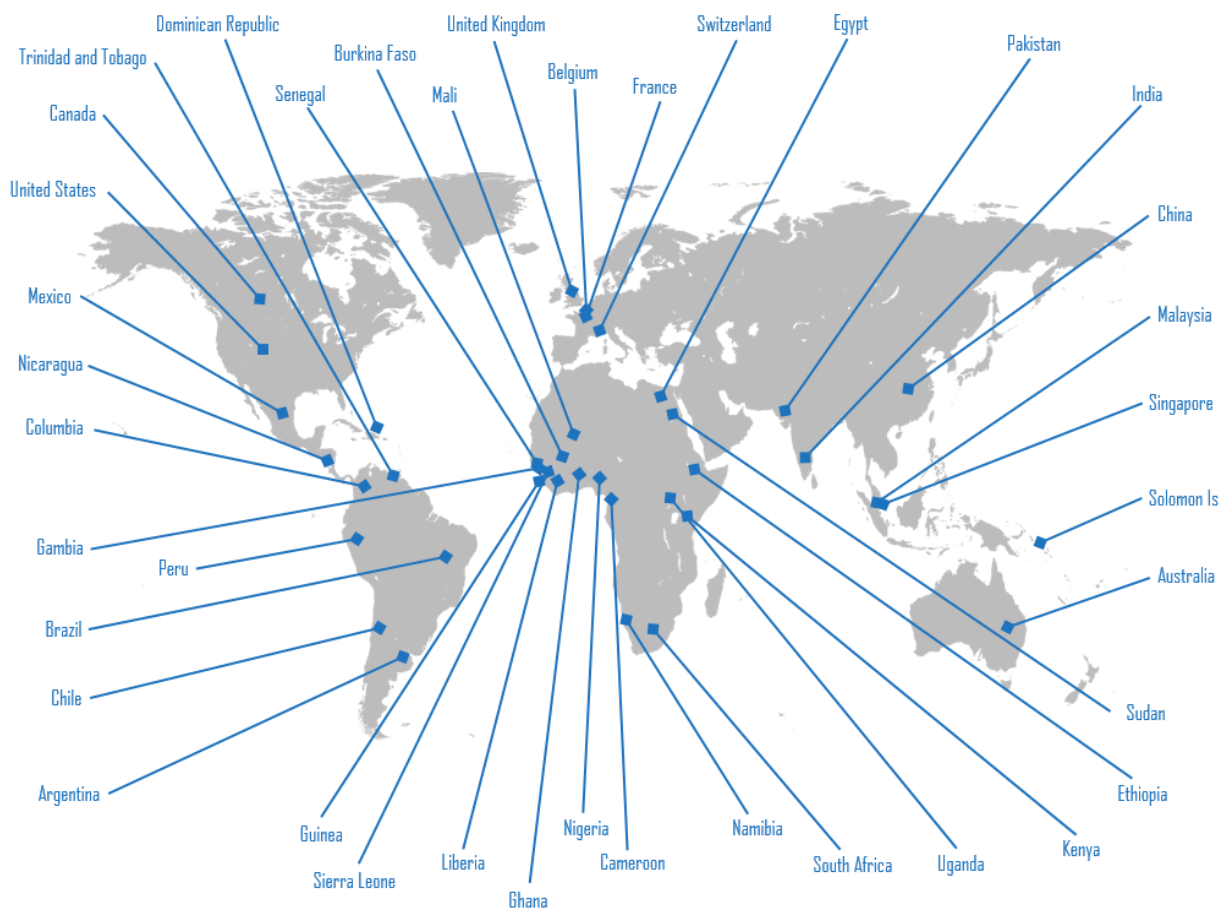 Dominican Republic
United Kingdom
Switzerland
Egypt
Trinidad and Tobago
Burkina Faso
Pakistan
Belgium
France
Senegal
Mali
India
Canada
United States
China
Mexico
Malaysia
Nicaragua
Singapore
Columbia
Solomon Is
Gambia
Peru
Australia
Brazil
Chile
Sudan
Argentina
Ethiopia
Guinea
Nigeria
Namibia
Kenya
Sierra Leone
Liberia
Cameroon
South Africa
Uganda
Ghana